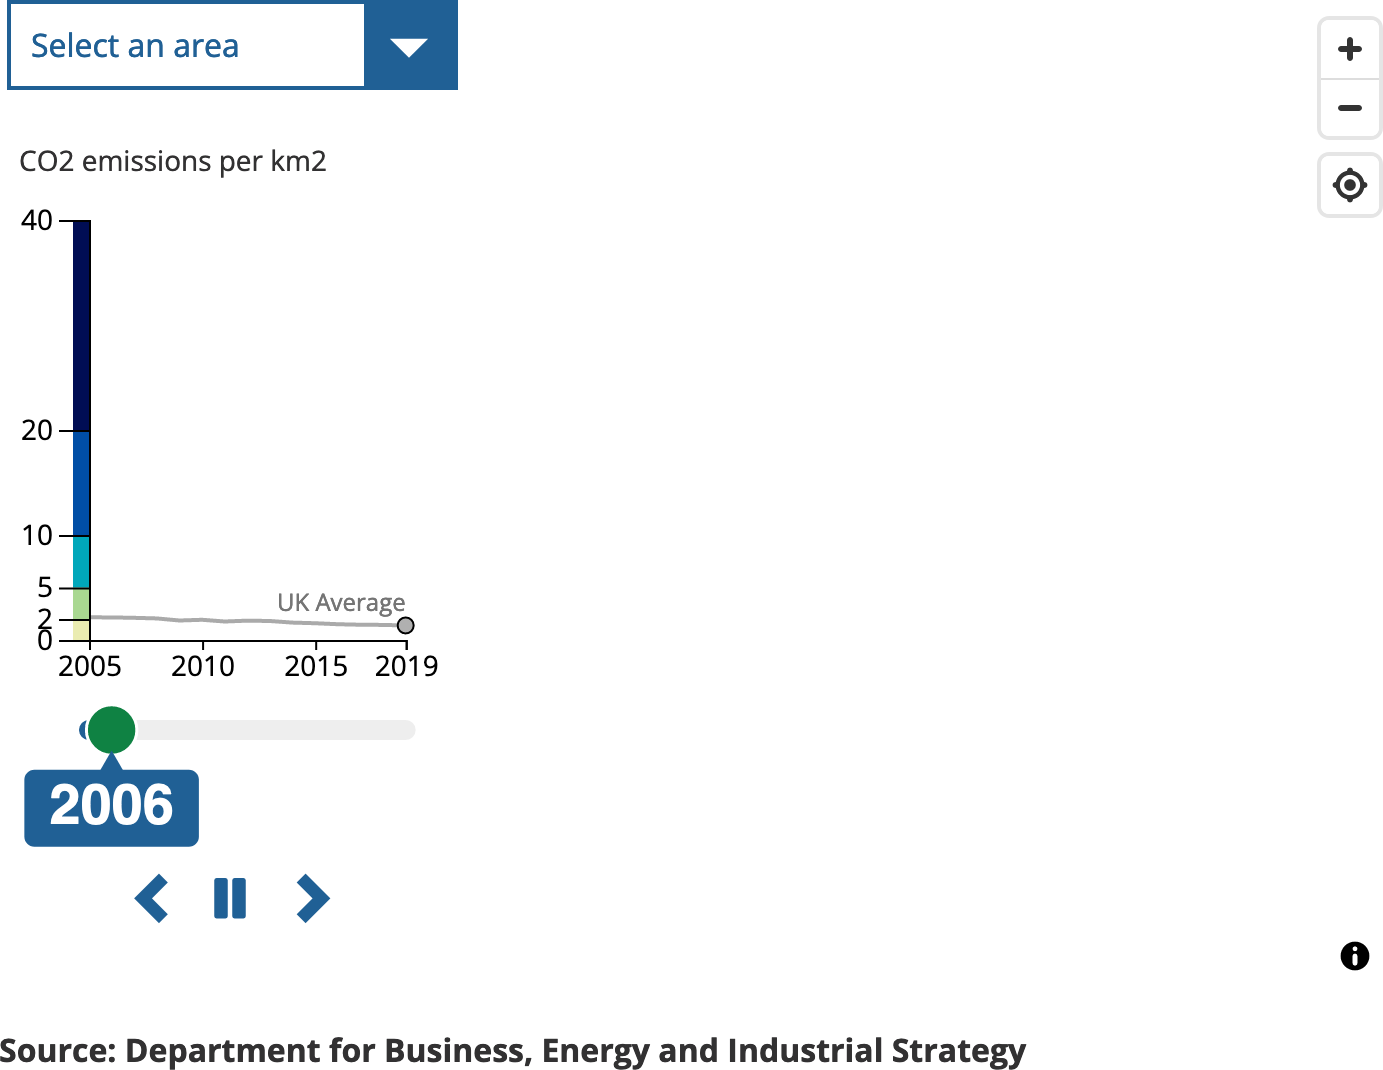 Select an area
CO2 emissions per km2
40
20
10
5
2
0
UK Average
2005 2010 2015 2019
2006
Source: Department for Business, Energy and Industrial Strategy